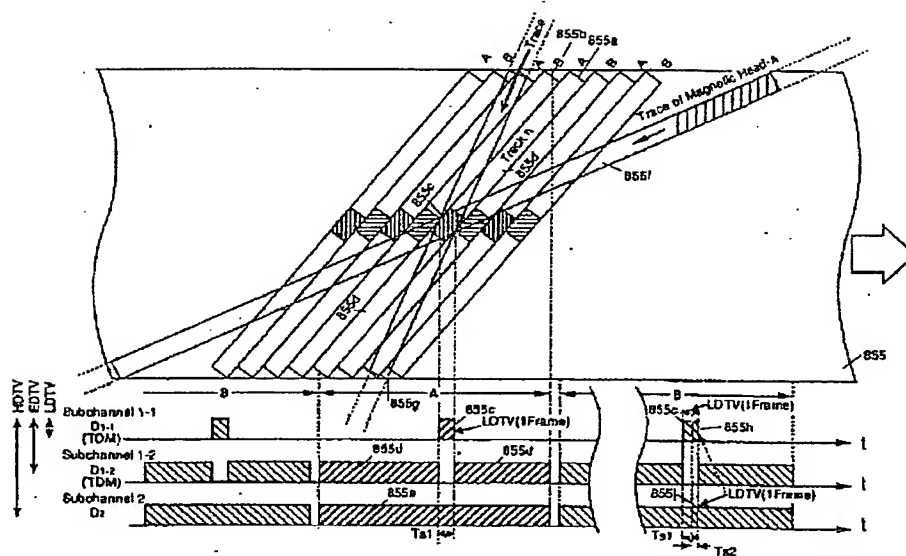 Trace
855b
855a
A
B
A
B
A
B
A
B
Trace of Magnetic Head-A
Track n
855d
855c
855f
855d
855
HDTV
EDTV
LDTV
B
A
B
855g
Subchannel 1-1
D1-1
(TDM)
855c
LDTV(1Frame)
855c
LDTV(1Frame)
855h
t
Subchannel 1-2
D1-2
(TDM)
855d
855d
t
Subchannel 2
D2
855e
855j
LDTV(1Frame)
t
Ts1
Ts1
Ts2